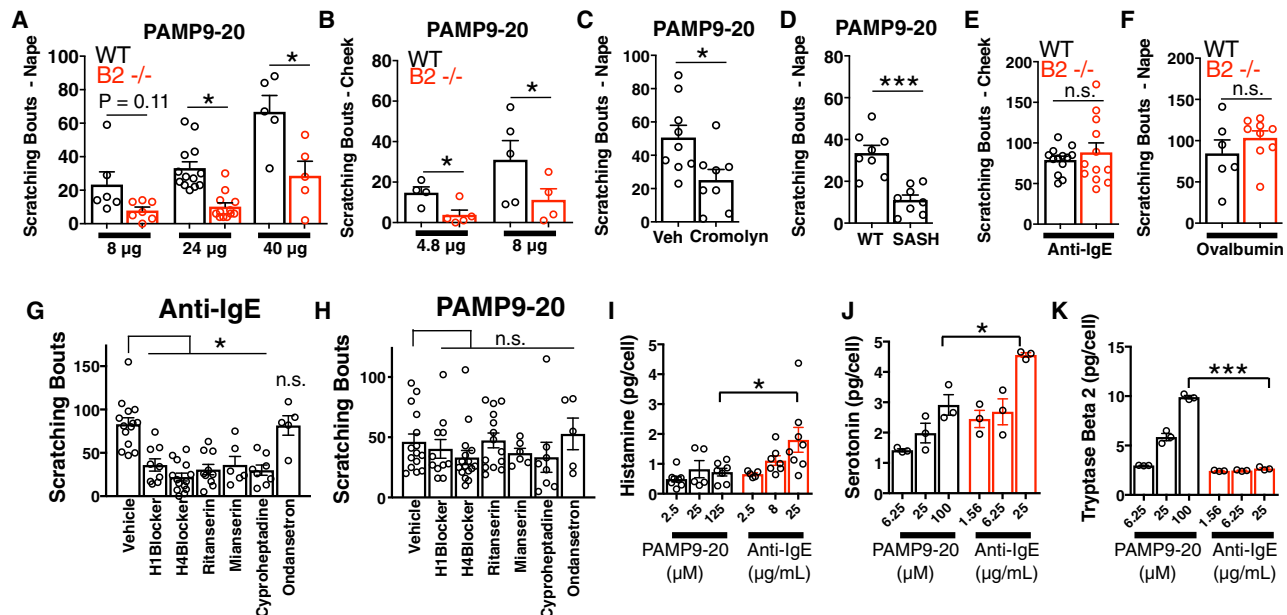 A
PAMP9-20
WT
B2 -/-
P = 0.11
*
*
Scratching Bouts - Nape
100
80
60
40
20
0
8 µg
24 µg
40 µg
B
PAMP9-20
WT
B2 -/-
*
*
Scratching Bouts - Cheek
80
60
40
20
0
4.8 µg
8 µg
C
PAMP9-20
*
Scratching Bouts - Nape
100
80
60
40
20
0
Veh Cromolyn
D
PAMP9-20
***
Scratching Bouts - Nape
80
60
40
20
0
WT SASH
E
WT
B2 -/-
n.s.
Scratching Bouts - Cheek
200
150
100
50
0
Anti-IgE
F
WT
B2 -/-
n.s.
Scratching Bouts - Nape
200
150
100
50
0
Ovalbumin
G
Anti-IgE
*
n.s.
Scratching Bouts
150
100
50
0
Vehicle
H1Blocker
H4Blocker
Ritanserin
Mianserin
Cyproheptadine
Ondansetron
H
PAMP9-20
n.s.
Scratching Bouts
100
50
0
Vehicle
H1Blocker
H4Blocker
Ritanserin
Mianserin
Cyproheptadine
Ondansetron
I
*
Histamine (pg/cell)
5
4
3
2
1
0
2.5
25
125
2.5
8
25
PAMP9-20
(µM)
Anti-IgE
(µg/mL)
J
*
Serotonin (pg/cell)
5
4
3
2
1
0
6.25
25
100
1.56
6.25
25
PAMP9-20
(µM)
Anti-IgE
(µg/mL)
K
***
Tryptase Beta 2 (pg/cell)
15
10
5
0
6.25
25
100
1.56
6.25
25
PAMP9-20
(µM)
Anti-IgE
(µg/mL)